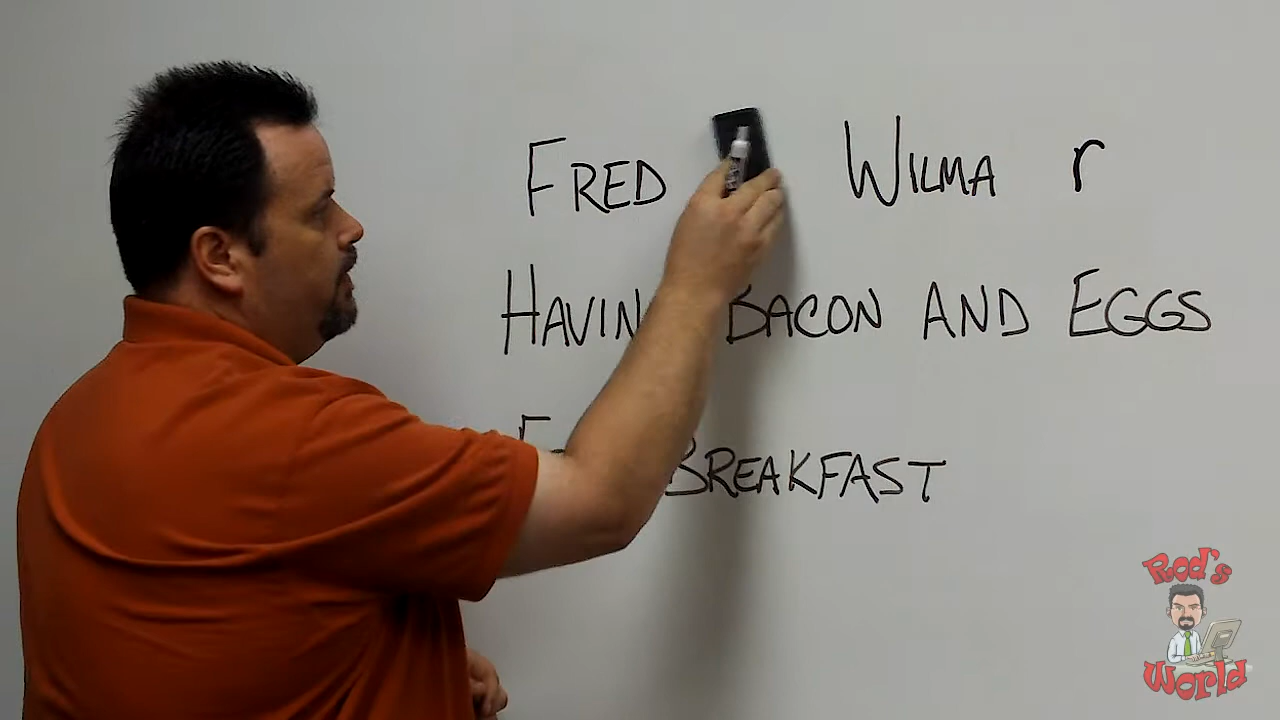 FRED WILMA r
HAVIN BACON AND EGGS
BREAKFAST
Rod's
World